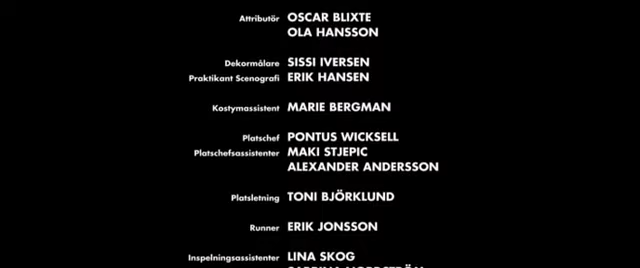 Attributör OSCAR BLIXTE
OLA HANSSON
Dekormålare SISSI IVERSEN
Praktikant Scenografi ERIK HANSEN
Kostymassistent MARIE BERGMAN
Platschef PONTUS WICKSELL
Platschefsassistenter MAKI STJEPIC
ALEXANDER ANDERSSON
Platsletning TONI BJÖRKLUND
Runner ERIK JONSSON
Inspelningsassistenter LINA SKOG